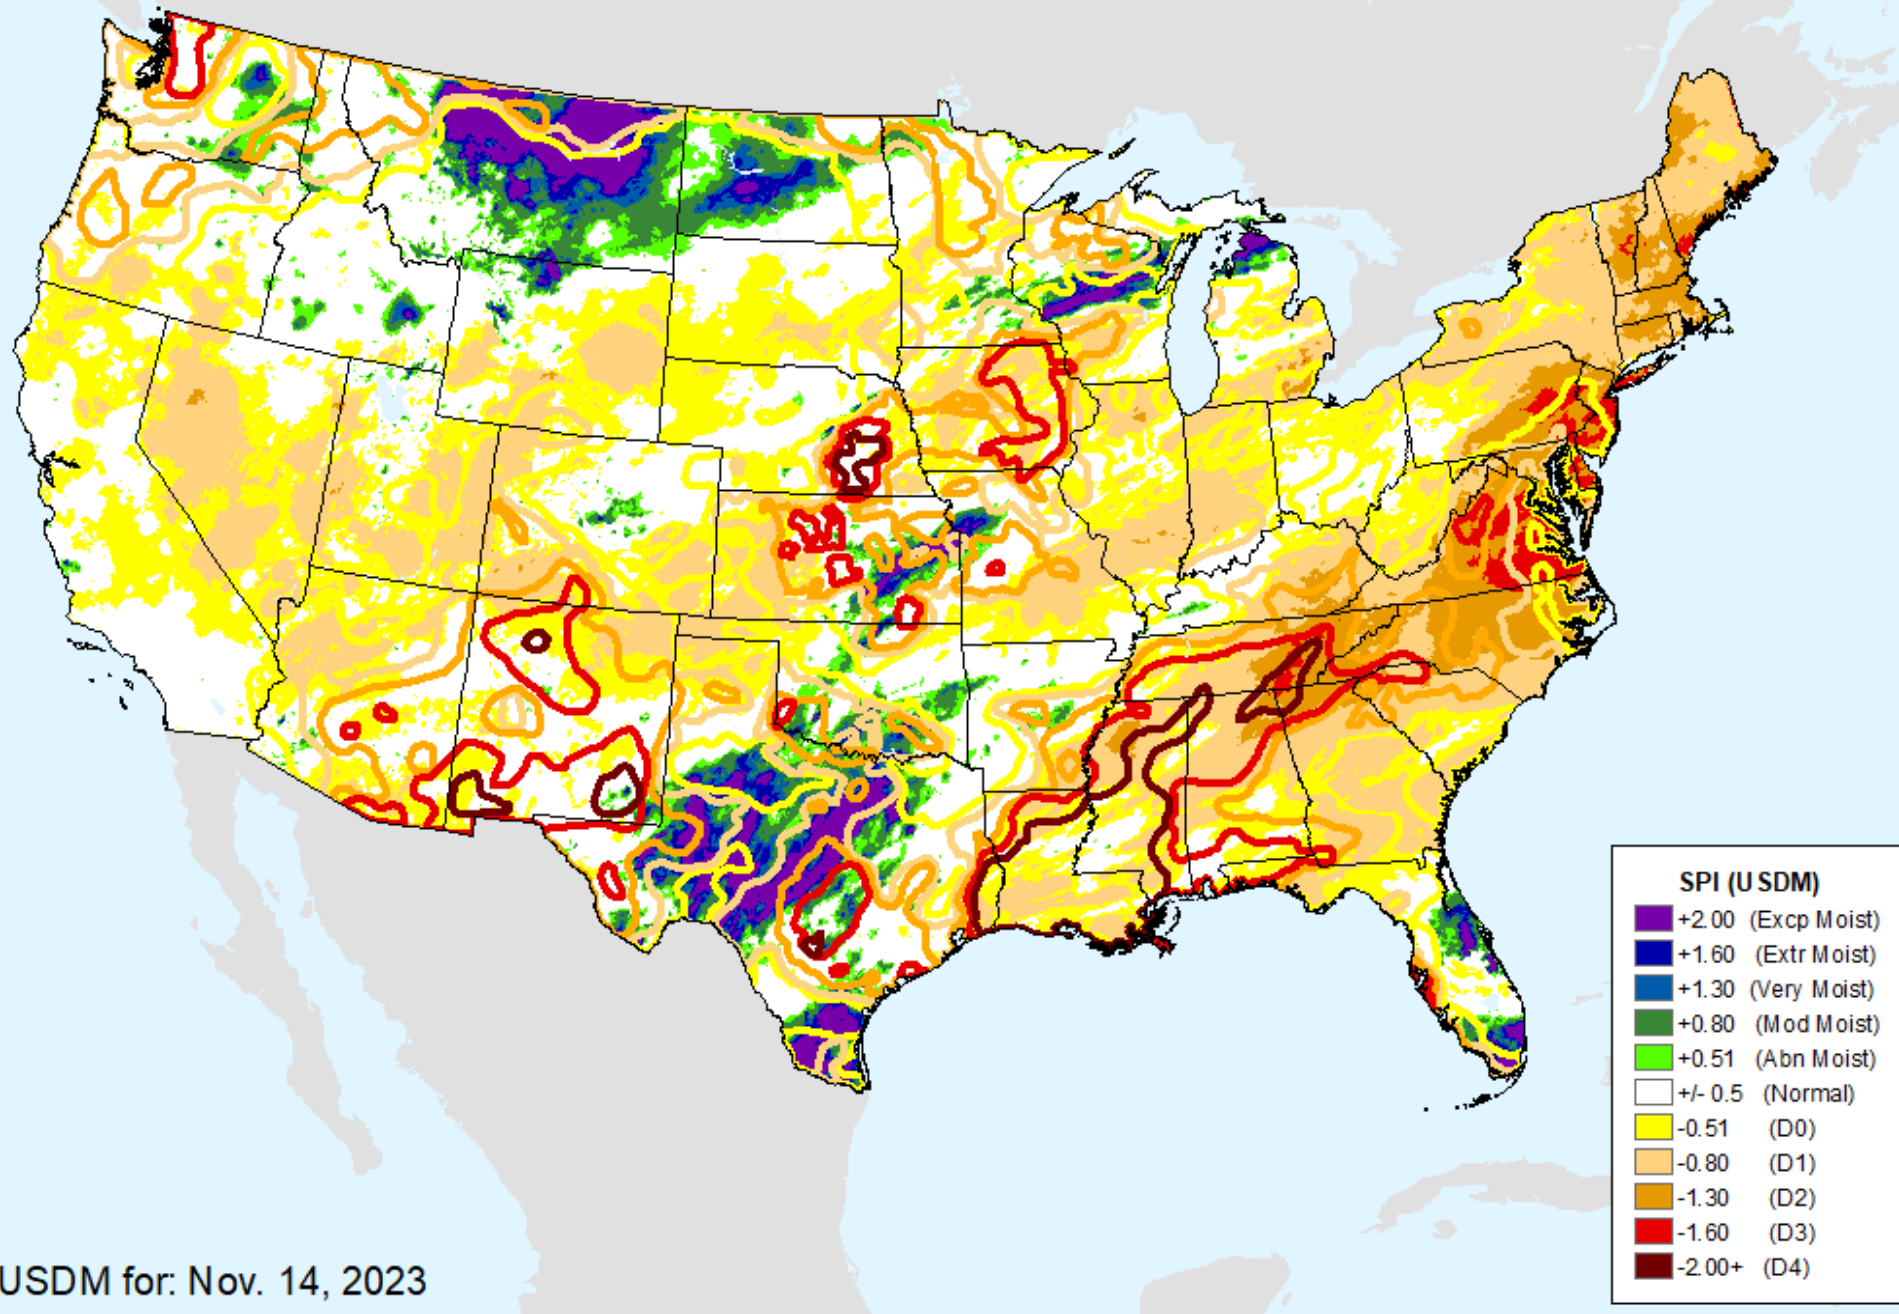 SPI (USDM)
+2.00 (Excp Moist)
+1.60 (Extr Moist)
+1.30 (Very Moist)
+0.80 (Mod Moist)
+0.51 (Abn Moist)
+/- 0.5 (Normal)
-0.51 (D0)
-0.80 (D1)
-1.30 (D2)
-1.60 (D3)
-2.00+ (D4)
USDM for: Nov. 14, 2023